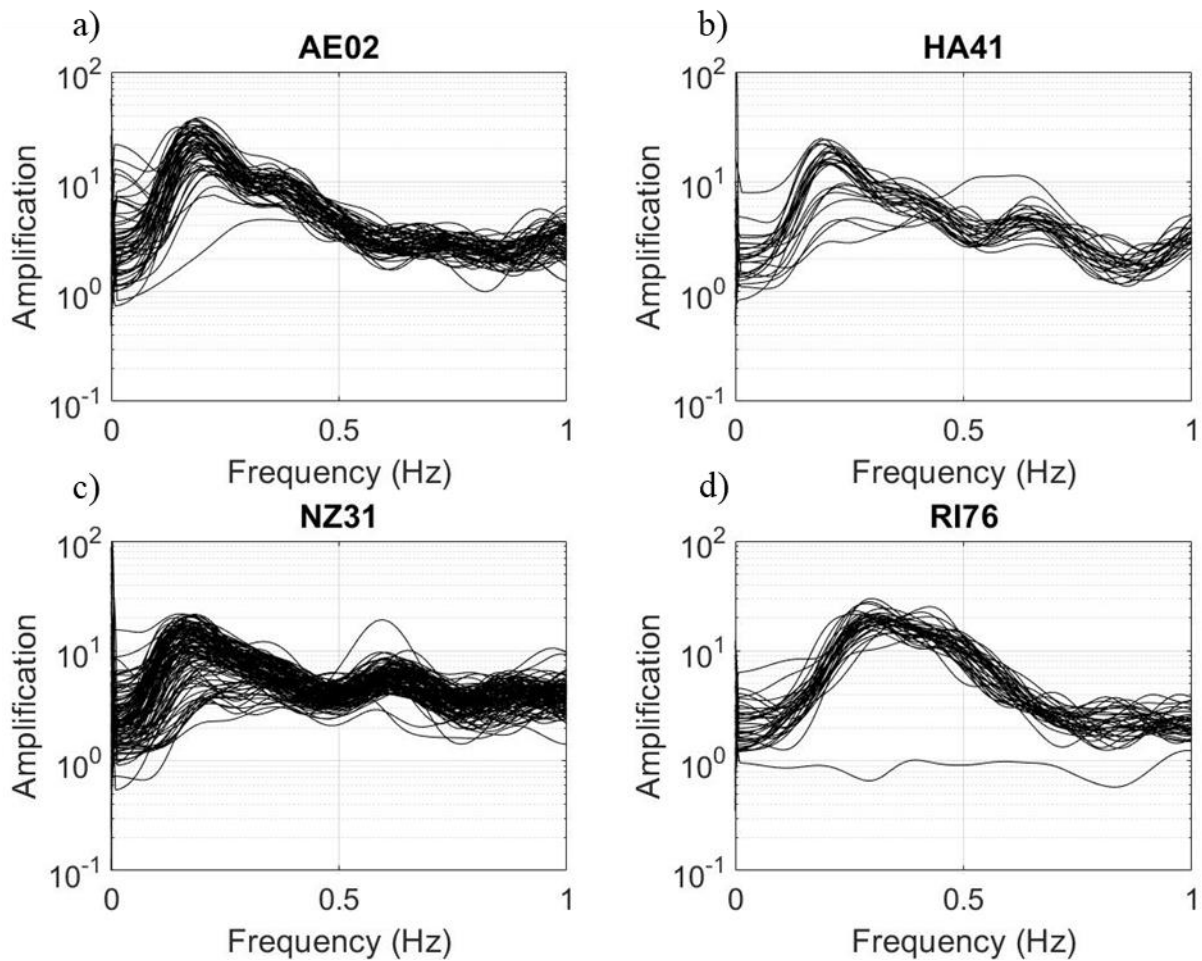 a)
AE02
10^2
10^1
10^0
10^-1
Amplification
0 0.5 1
Frequency (Hz)
b)
HA41
10^2
10^1
10^0
10^-1
Amplification
0 0.5 1
Frequency (Hz)
c)
NZ31
10^2
10^1
10^0
10^-1
Amplification
0 0.5 1
Frequency (Hz)
d)
RI76
10^2
10^1
10^0
10^-1
Amplification
0 0.5 1
Frequency (Hz)